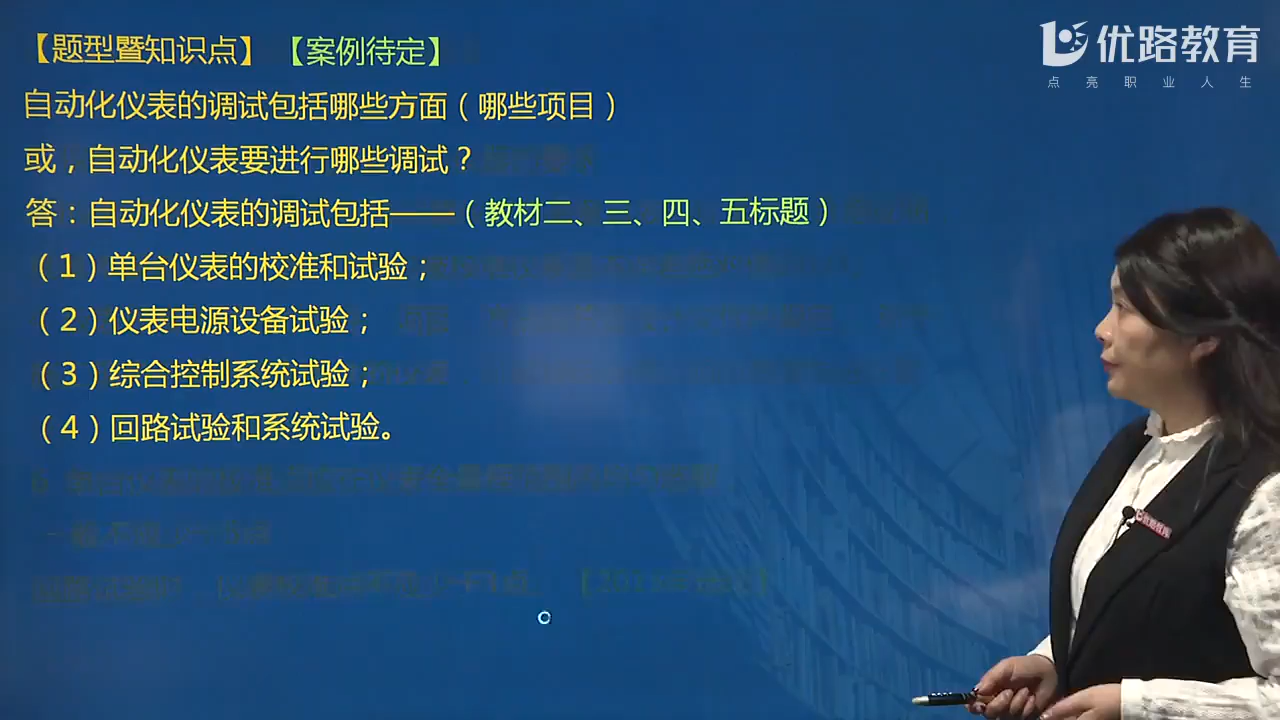 【题型暨知识点】 【案例待定】
优路教育
点亮职业人生
自动化仪表的调试包括哪些方面（哪些项目）
或，自动化仪表要进行哪些调试？
答：自动化仪表的调试包括——（教材二、三、四、五标题）
（1）单台仪表的校准和试验；
（2）仪表电源设备试验；
（3）综合控制系统试验；
（4）回路试验和系统试验。
优路教育